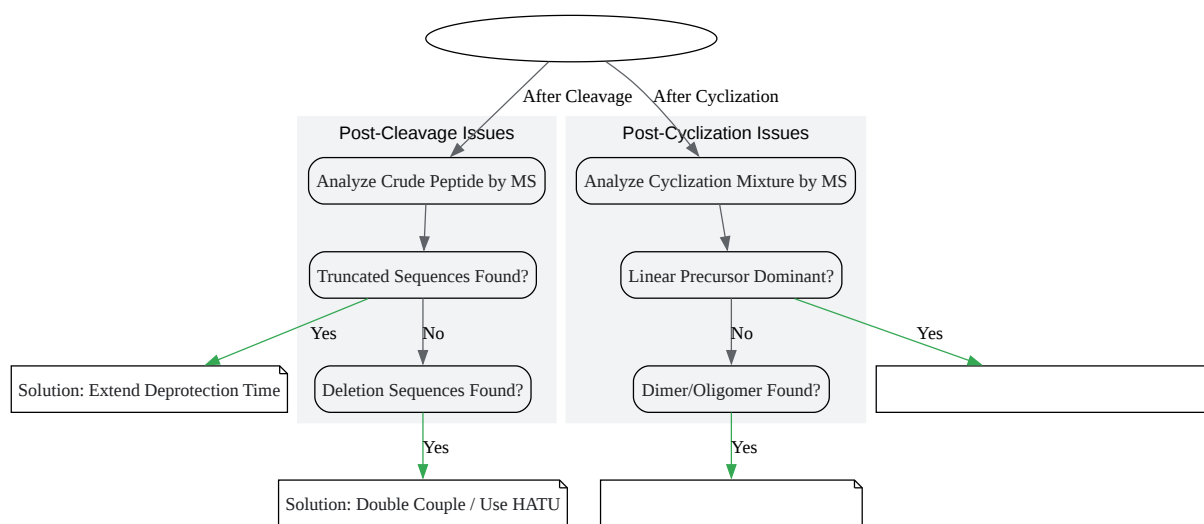 After Cleavage
After Cyclization
Post-Cleavage Issues
Post-Cyclization Issues
Analyze Crude Peptide by MS
Analyze Cyclization Mixture by MS
Truncated Sequences Found?
Linear Precursor Dominant?
Yes
No
No
Yes
Solution: Extend Deprotection Time
Deletion Sequences Found?
Dimer/Oligomer Found?
Yes
Yes
Solution: Double Couple / Use HATU